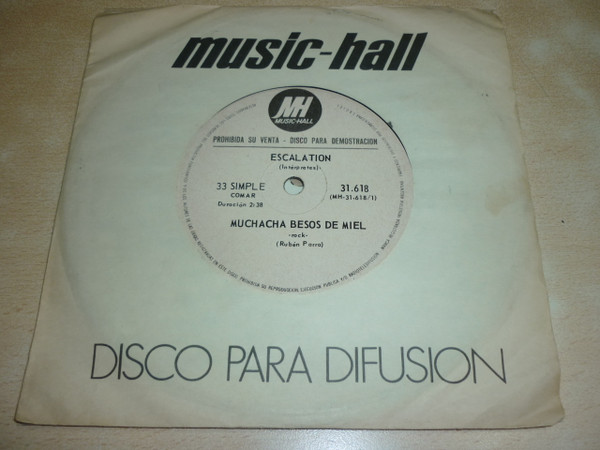 music-hall
MH
MUSIC-HALL
PROHIBIDA SU VENTA - DISCO PARA DEMOSTRACION
ESCALATION
(Intérpretes)
33 SIMPLE
COMAR
Duración 2:38
31.618
(MH-31-618/1)
MUCHACHA BESOS DE MIEL
-rock-
(Rubén Parra)
DISCO PARA DIFUSION